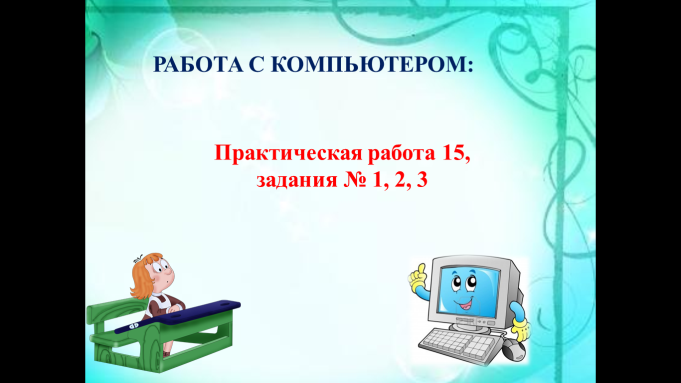 РАБОТА С КОМПЬЮТЕРОМ:
Практическая работа 15,
задания № 1, 2, 3